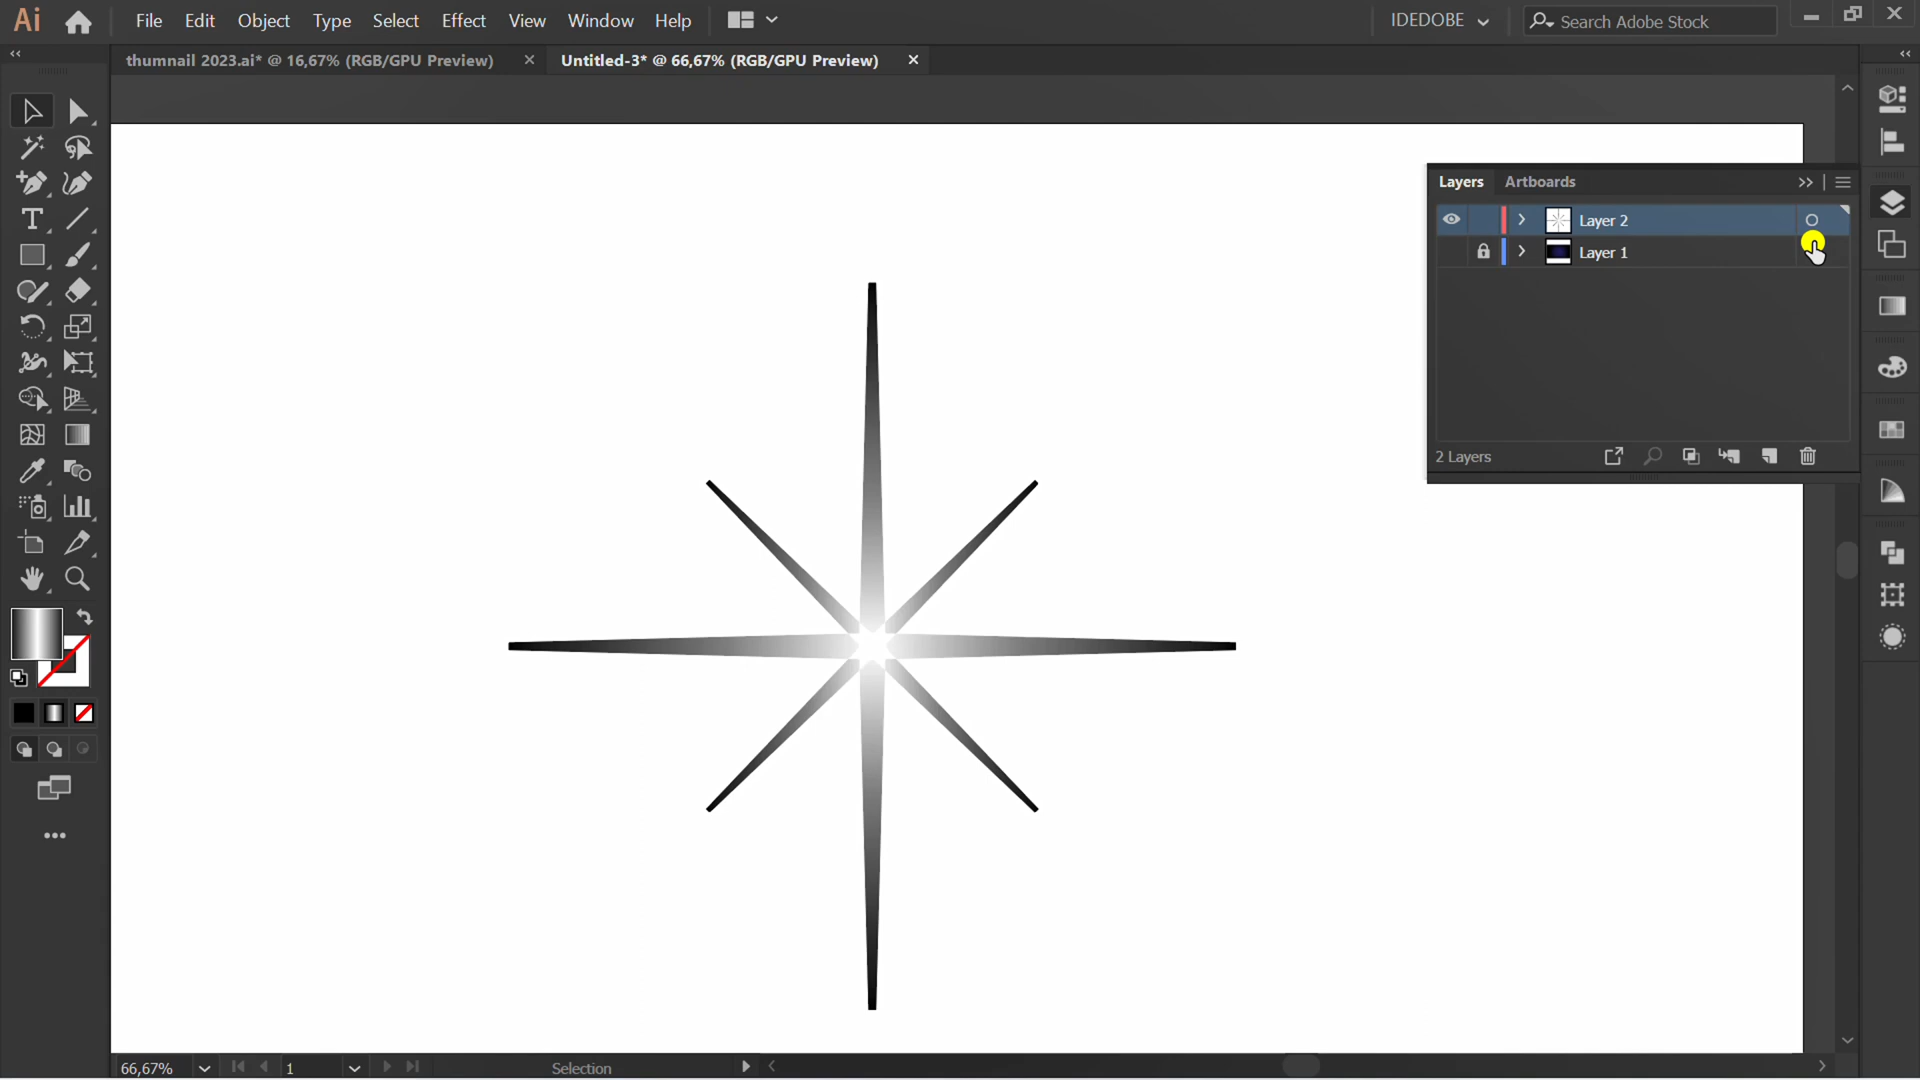 Ai File Edit Object Type Select Effect View Window Help IDEDOBE Search Adobe Stock
thumnail 2023.ai* @ 16,67% (RGB/GPU Preview) Untitled-3* @ 66,67% (RGB/GPU Preview)
Layers Artboards
Layer 2
Layer 1
2 Layers
66,67% 1 Selection